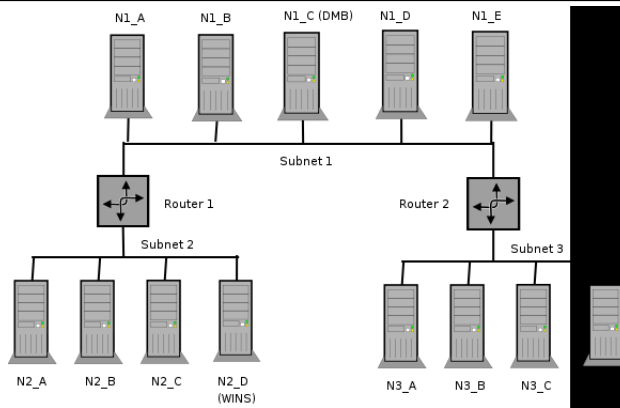 N1_A
N1_B
N1_C (DMB)
N1_D
N1_E
Subnet 1
Router 1
Router 2
Subnet 2
Subnet 3
N2_A
N2_B
N2_C
N2_D
(WINS)
N3_A
N3_B
N3_C